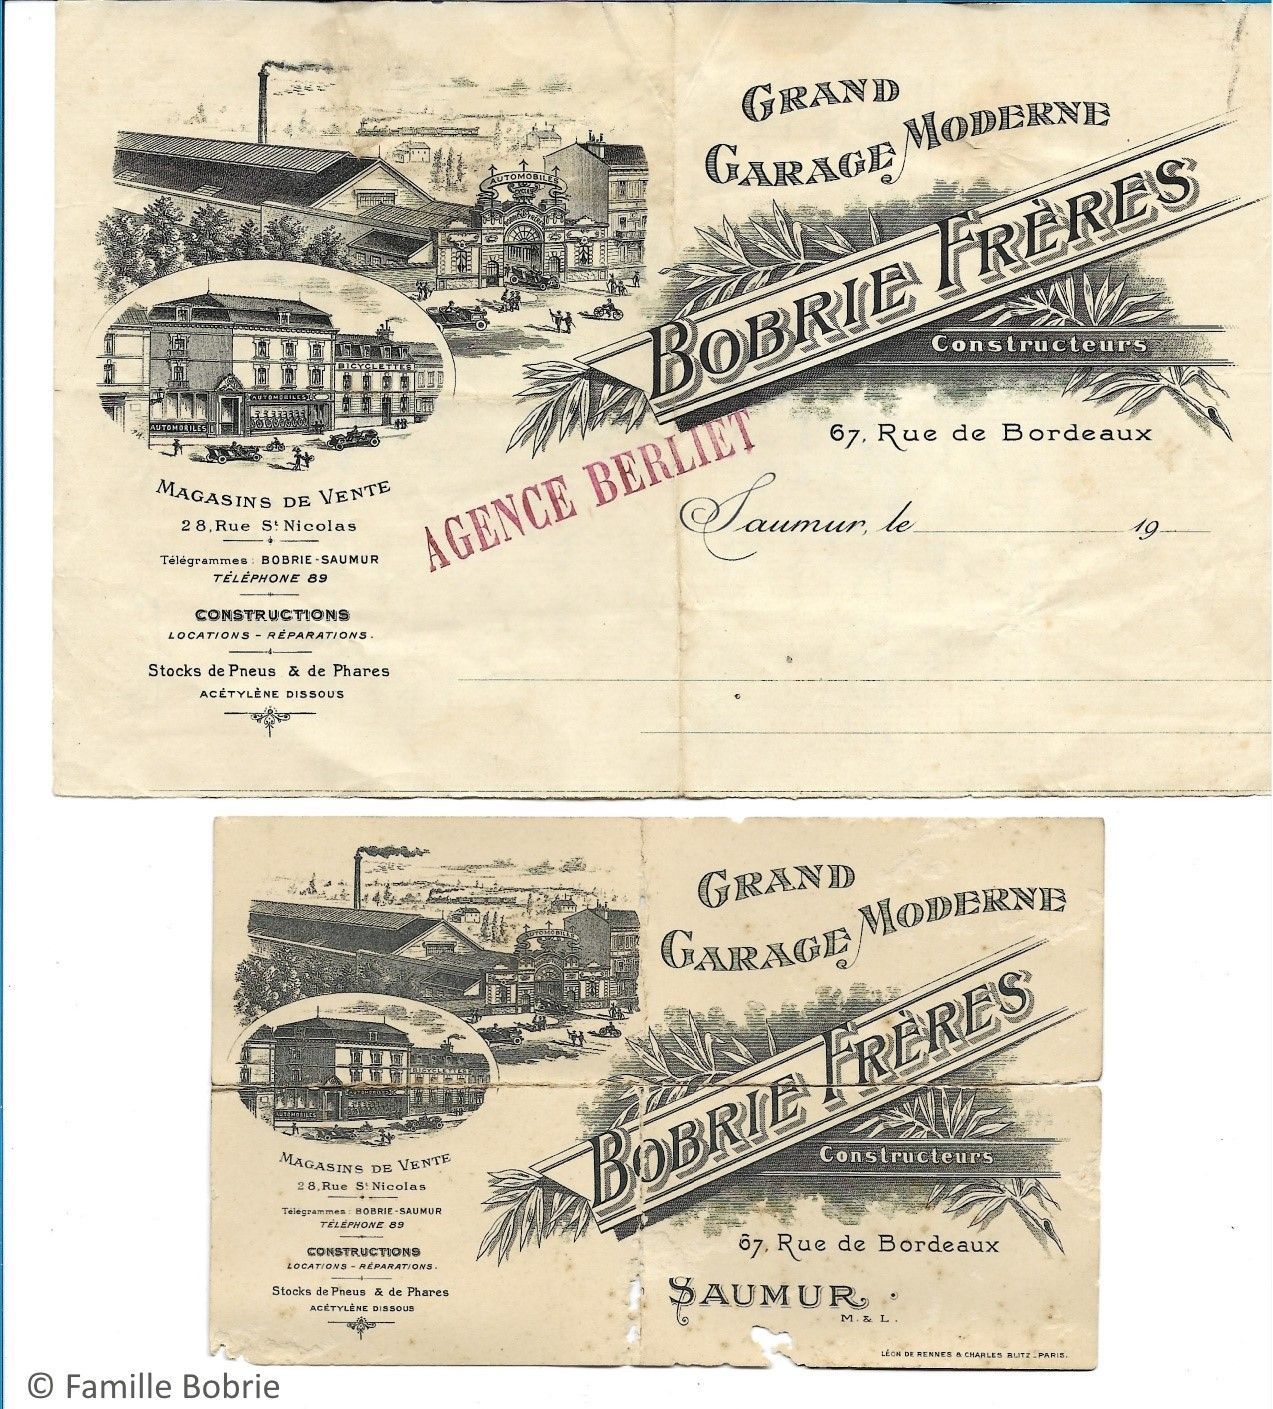 GRAND
GARAGE MODERNE
BOBRIE FRÈRES
Constructeurs
67, Rue de Bordeaux
AUTOMOBILES
BICYCLETTES
AUTOMOBILES
AUTOMOBILES
MAGASINS DE VENTE
28, Rue St Nicolas
Télégrammes : BOBRIE-SAUMUR
TÉLÉPHONE 89
CONSTRUCTIONS
LOCATIONS - RÉPARATIONS.
Stocks de Pneus & de Phares
ACÉTYLÈNE DISSOUS
AGENCE BERLIET
Saumur, le 19
GRAND
GARAGE MODERNE
BOBRIE FRÈRES
Constructeurs
67, Rue de Bordeaux
SAUMUR
M. & L.
AUTOMOBILES
BICYCLETTES
AUTOMOBILES
MAGASINS DE VENTE
28, Rue St Nicolas
Télégrammes : BOBRIE-SAUMUR
TÉLÉPHONE 89
CONSTRUCTIONS
LOCATIONS - RÉPARATIONS.
Stocks de Pneus & de Phares
ACÉTYLÈNE DISSOUS
LÉON DE RENNES & CHARLES BLITZ_PARIS.
© Famille Bobrie